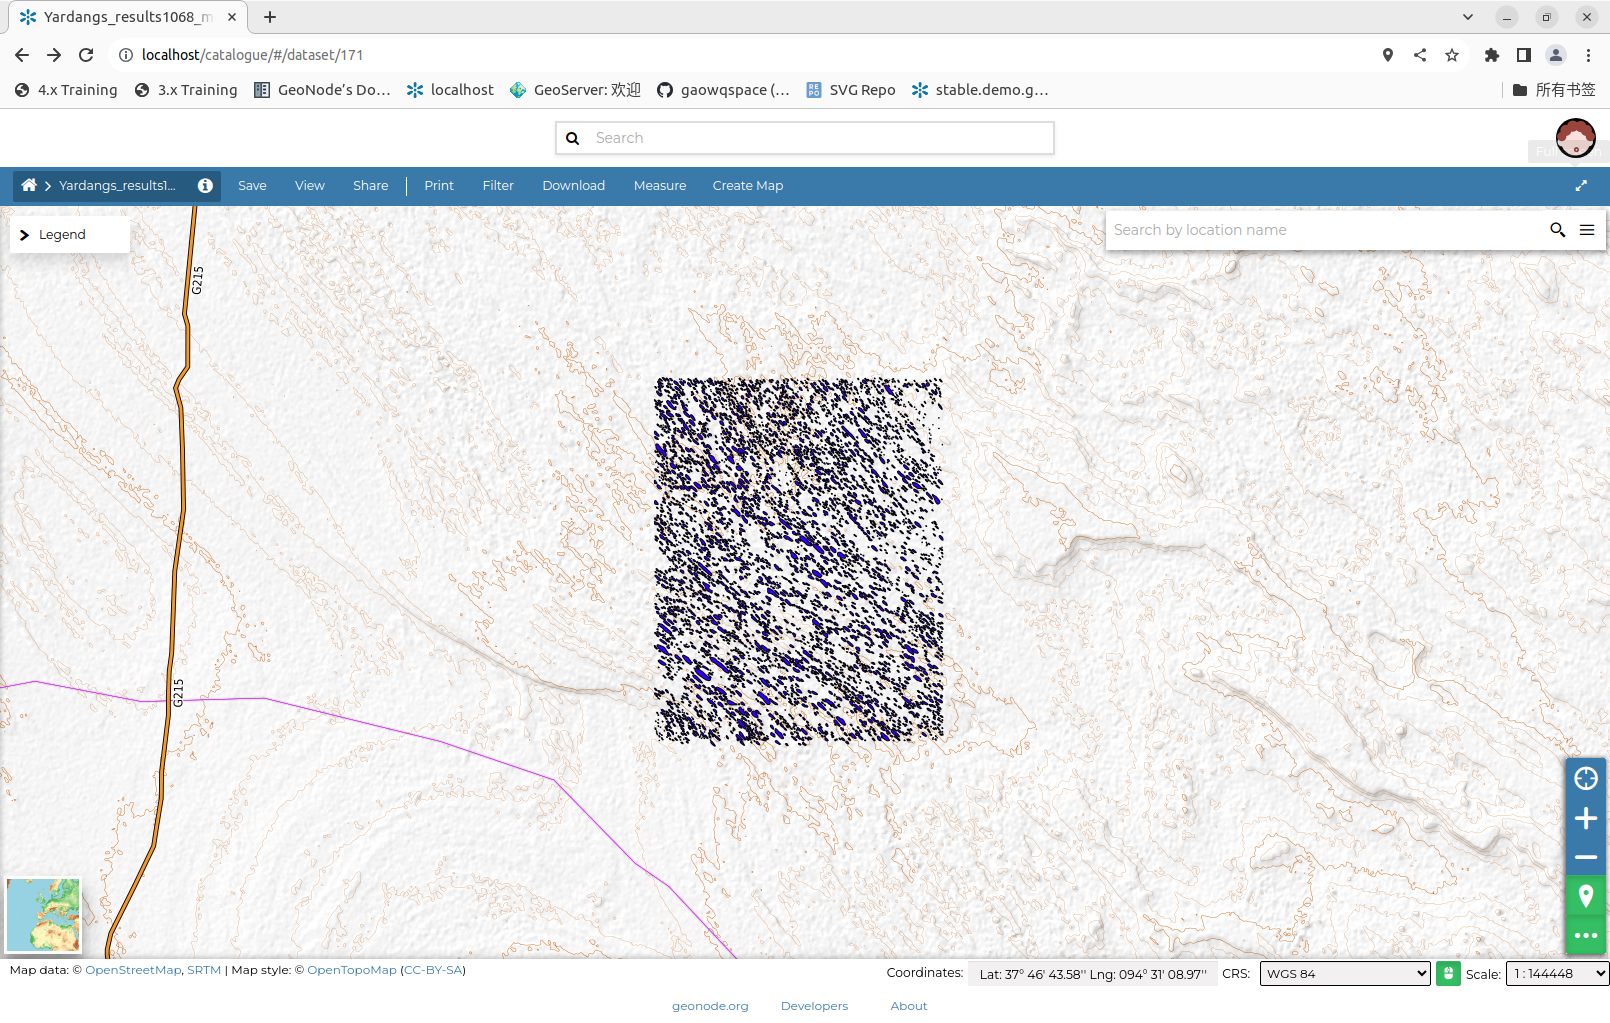 Yardangs_results1068_m
localhost/catalogue/#/dataset/171
4.x Training
3.x Training
GeoNode's Do...
localhost
GeoServer: 欢迎
gaowqspace (...
SVG Repo
stable.demo.g...
所有书签
Search
Yardangs_results1...
Save
View
Share
Print
Filter
Download
Measure
Create Map
Legend
Search by location name
G215
G215
Map data: © OpenStreetMap, SRTM | Map style: © OpenTopoMap (CC-BY-SA)
Coordinates:
Lat: 37° 46' 43.58'' Lng: 094° 31' 08.97''
CRS:
WGS 84
Scale:
1 : 144448
geonode.org
Developers
About